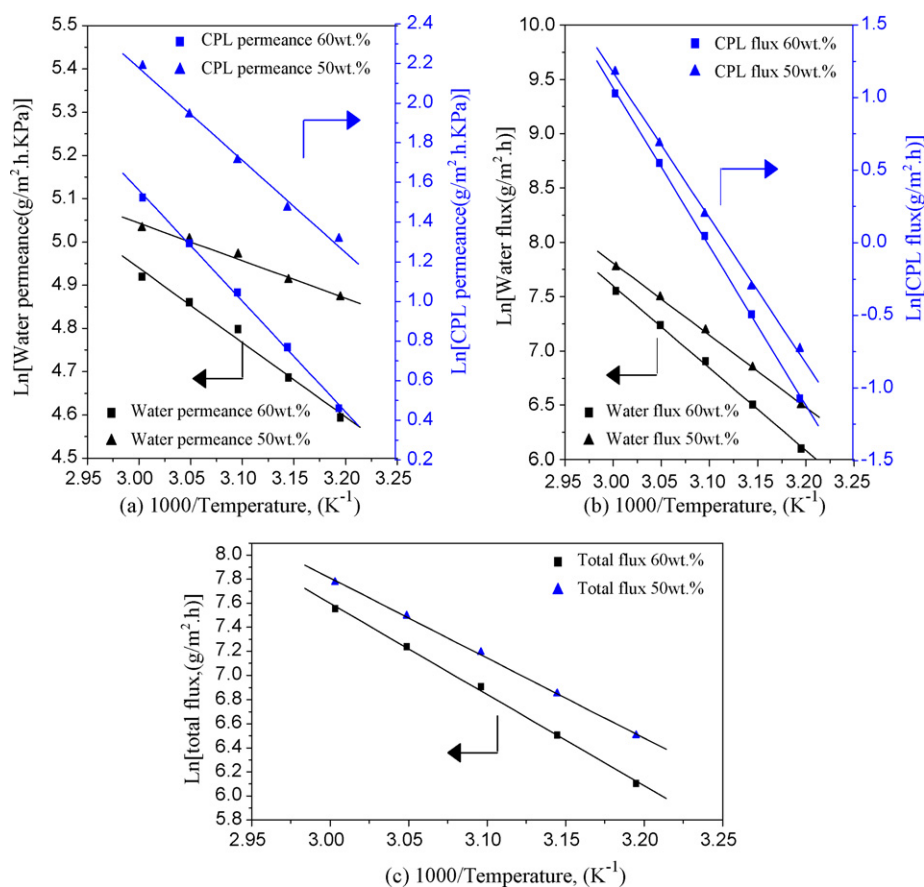 Ln[Water permeance(g/m².h.KPa)]
5.5
5.4
5.3
5.2
5.1
5.0
4.9
4.8
4.7
4.6
4.5
CPL permeance 60wt.%
CPL permeance 50wt.%
Water permeance 60wt.%
Water permeance 50wt.%
2.4
2.2
2.0
1.8
1.6
1.4
1.2
1.0
0.8
0.6
0.4
0.2
Ln[CPL permeance(g/m².h.KPa)]
2.95 3.00 3.05 3.10 3.15 3.20 3.25
(a) 1000/Temperature, (K⁻¹)
Ln[Water flux(g/m².h)]
10.0
9.5
9.0
8.5
8.0
7.5
7.0
6.5
6.0
CPL flux 60wt.%
CPL flux 50wt.%
Water flux 60wt.%
Water flux 50wt.%
1.5
1.0
0.5
0.0
-0.5
-1.0
-1.5
Ln[CPL flux(g/m².h)]
2.95 3.00 3.05 3.10 3.15 3.20 3.25
(b) 1000/Temperature, (K⁻¹)
Ln[total flux,(g/m².h)]
8.0
7.8
7.6
7.2
7.0
6.8
6.6
6.4
6.2
6.0
5.8
Total flux 60wt.%
Total flux 50wt.%
2.95 3.00 3.05 3.10 3.15 3.20 3.25
(c) 1000/Temperature, (K⁻¹)